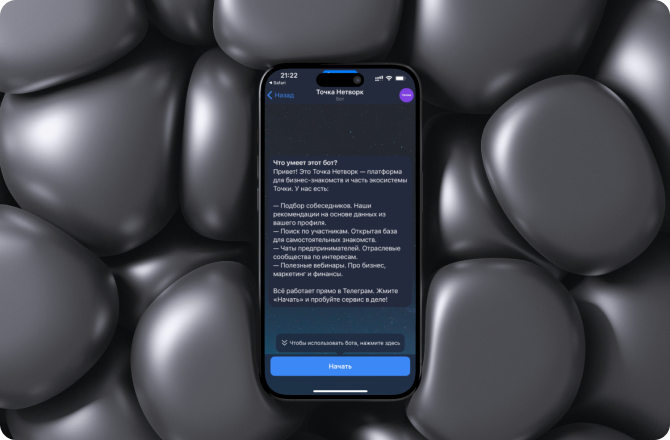 21:22
Safari
Назад
Точка Нетворк
Бот
Что умеет этот бот?
Привет! Это Точка Нетворк — платформа
для бизнес-знакомств и часть экосистемы
Точки. У нас есть:
— Подбор собеседников. Наши
рекомендации на основе данных из
вашего профиля.
— Поиск по участникам. Открытая база
для самостоятельных знакомств.
— Чаты предпринимателей. Отраслевые
сообщества по интересам.
— Полезные вебинары. Про бизнес,
маркетинг и финансы.
Всё работает прямо в Телеграм. Жмите
«Начать» и пробуйте сервис в деле!
Чтобы использовать бота, нажмите здесь
Начать